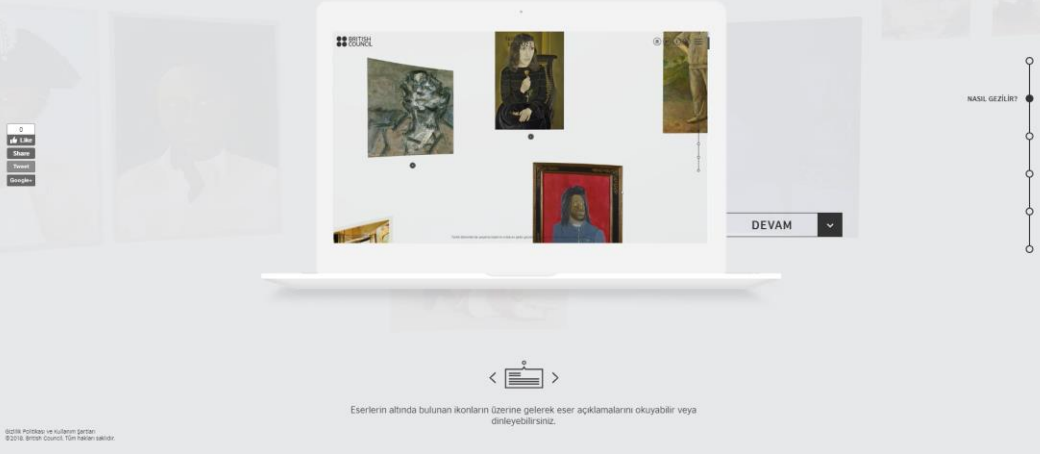 BRITISH
COUNCIL
NASIL GEZİLİR?
0
Like
Share
Tweet
Google+
DEVAM
Eserlerin altında bulunan ikonların üzerine gelerek eser açıklamalarını okuyabilir veya
dinleyebilirsiniz.
Gizlilik Politikası ve Kullanım Şartları
©2018. British Council. Tüm hakları saklıdır.